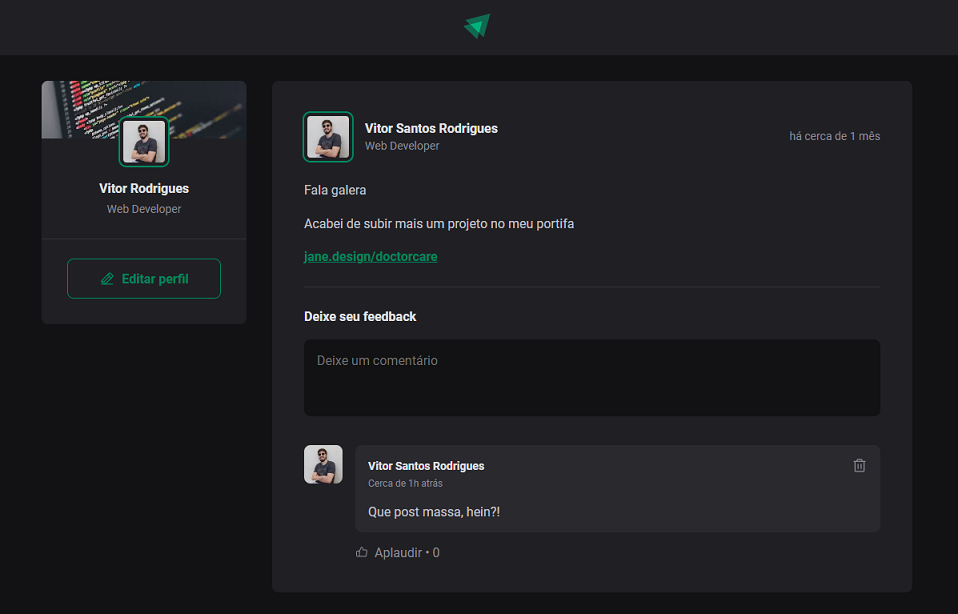 Vitor Rodrigues
Web Developer
Editar perfil
Vitor Santos Rodrigues
Web Developer
há cerca de 1 mês
Fala galera
Acabei de subir mais um projeto no meu portifa
jane.design/doctorcare
Deixe seu feedback
Deixe um comentário
Vitor Santos Rodrigues
Cerca de 1h atrás
Que post massa, hein?!
Aplaudir • 0